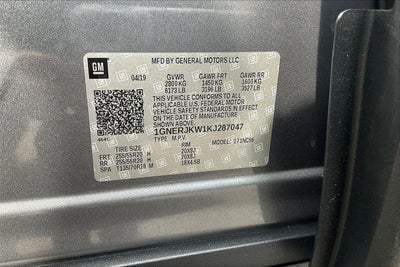 GM
MFD BY GENERAL MOTORS LLC
04/19 GVWR GAWR FRT GAWR RR
2800 KG 1450 KG 1600 KG
6173 LB 3196 LB 3527 LB
THIS VEHICLE CONFORMS TO ALL
APPLICABLE U.S. FEDERAL MOTOR
VEHICLE SAFETY STANDARDS IN EFFECT
ON THE DATE OF MANUFACTURE SHOWN ABOVE.
1GNERJKW1KJ287047
TYPE: M.P.V. MODEL:
TIRE SIZE RIM
FRT 255/55R20 H 20X8J
RR 255/55R20 H 20X8J
SPA T135/70R18 M 18X4.5B